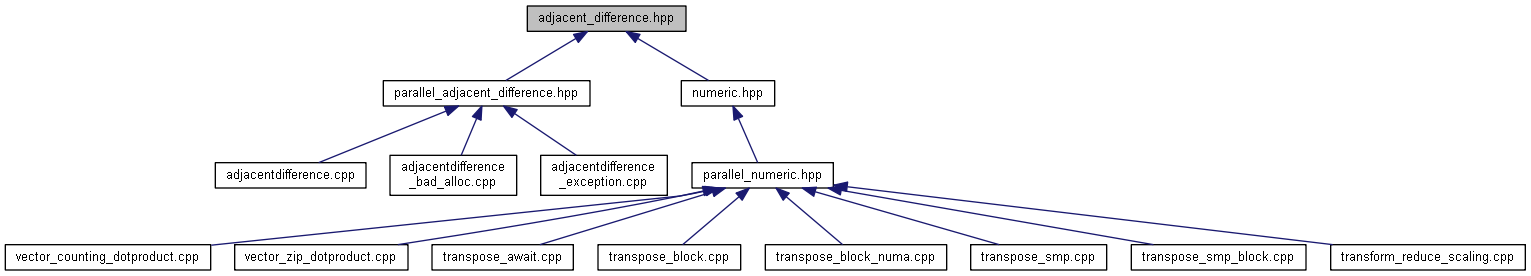 adjacent_difference.hpp
parallel_adjacent_difference.hpp
numeric.hpp
adjacentdifference.cpp
adjacentdifference
_bad_alloc.cpp
adjacentdifference
_exception.cpp
parallel_numeric.hpp
vector_counting_dotproduct.cpp
vector_zip_dotproduct.cpp
transpose_await.cpp
transpose_block.cpp
transpose_block_numa.cpp
transpose_smp.cpp
transpose_smp_block.cpp
transform_reduce_scaling.cpp